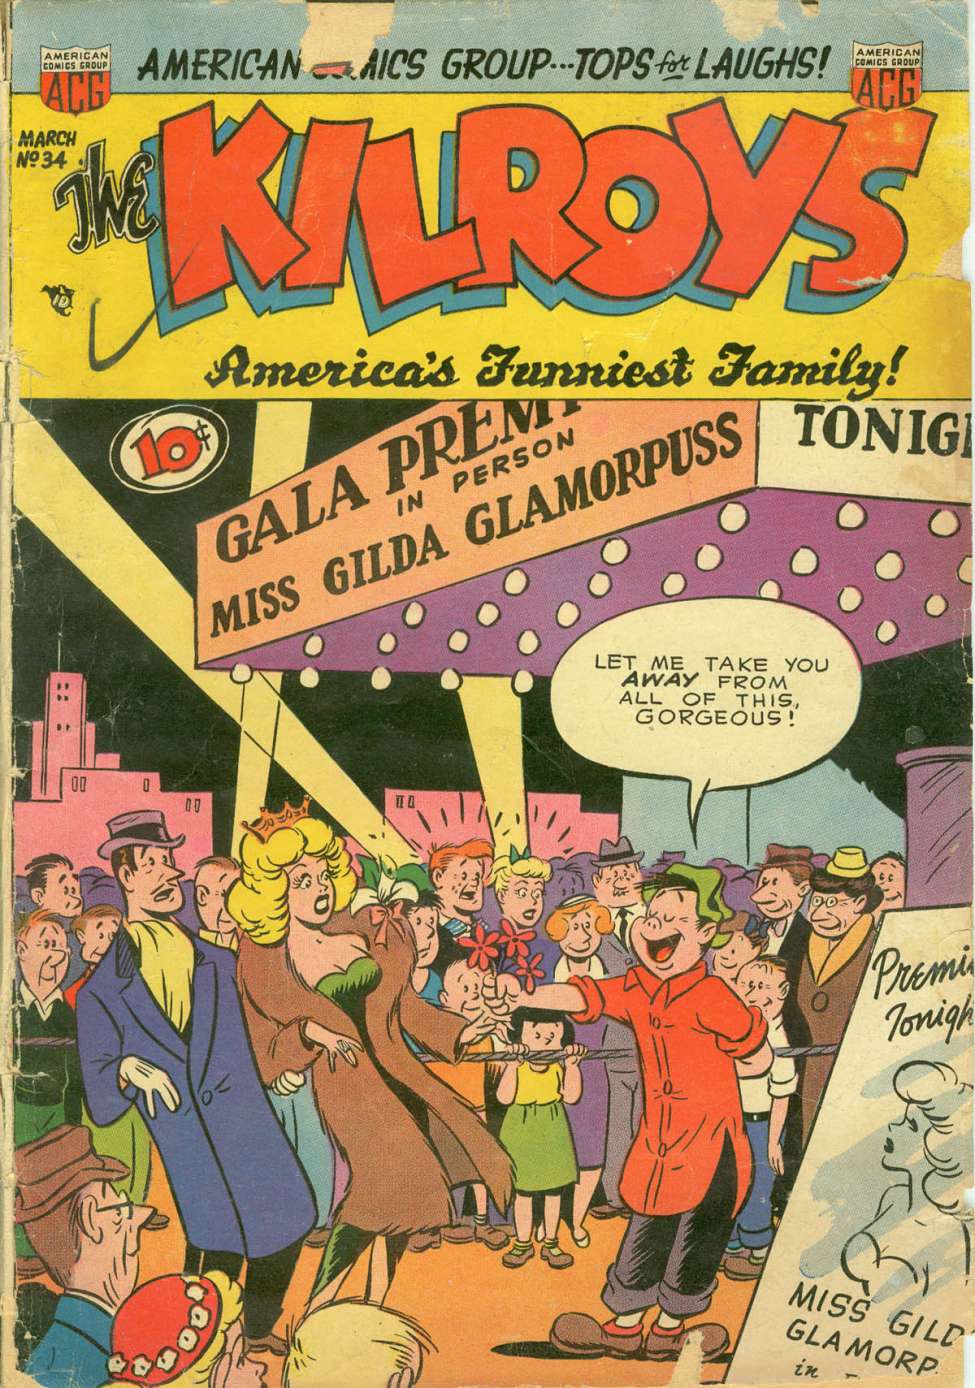 AMERICAN
COMICS GROUP
ACG
AMERICAN COMICS GROUP...TOPS for LAUGHS!
AMERICAN
COMICS GROUP
ACG
MARCH
No 34
The KILROYS
America's Funniest Family!
10¢
GALA PREM
IN PERSON
MISS GILDA GLAMORPUSS
TONIG
LET ME TAKE YOU
AWAY FROM
ALL OF THIS,
GORGEOUS!
Premi
Tonigh
MISS GILD
GLAMORP
in